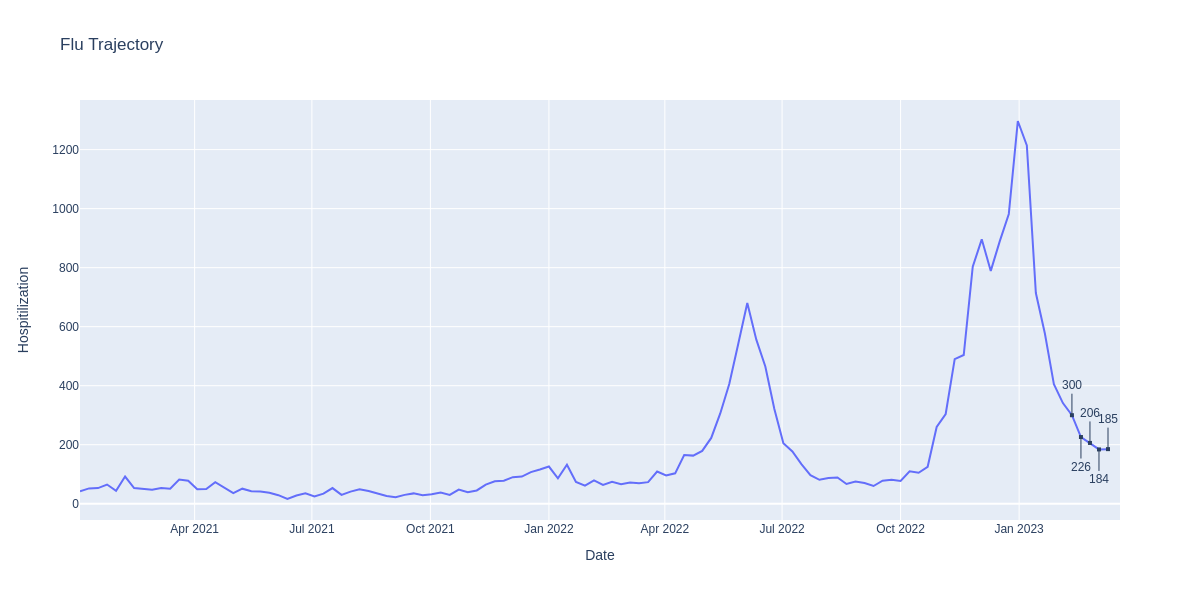 Flu Trajectory
Hospitilization
1200
1000
800
600
400
200
0
300
206
185
226
184
Apr 2021
Jul 2021
Oct 2021
Jan 2022
Apr 2022
Jul 2022
Oct 2022
Jan 2023
Date